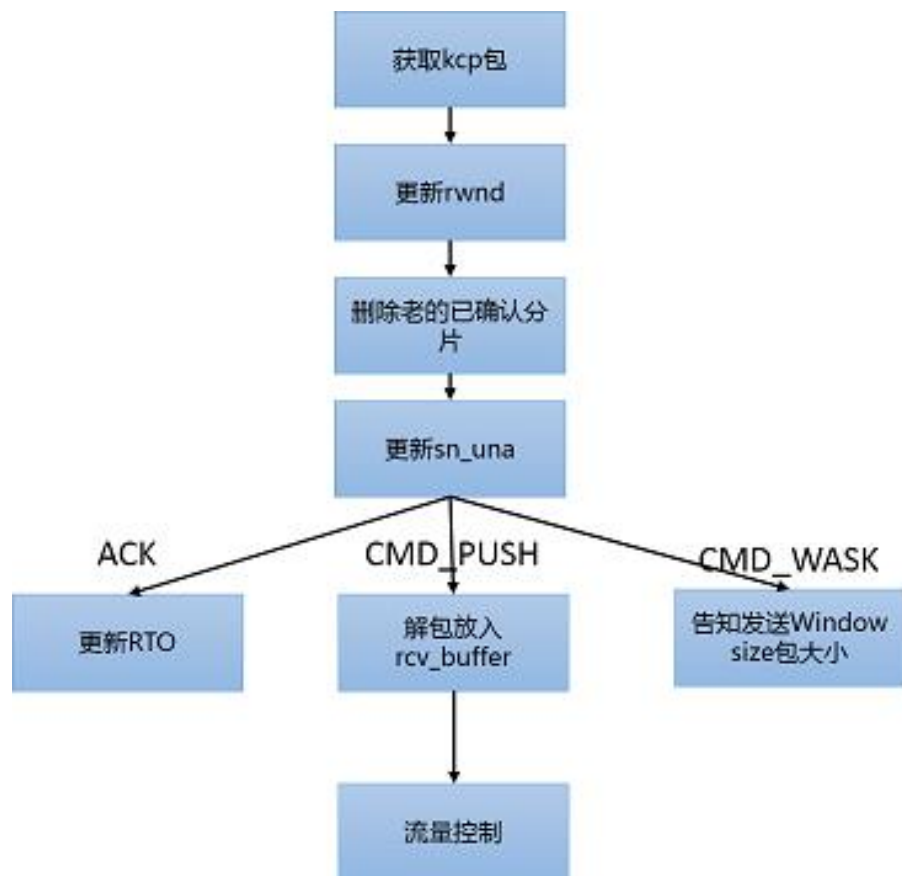 获取kcp包
更新rwnd
删除老的已确认分
片
更新sn_una
ACK
CMD_PUSH
CMD_WASK
更新RTO
解包放入
rcv_buffer
告知发送Window
size包大小
流量控制